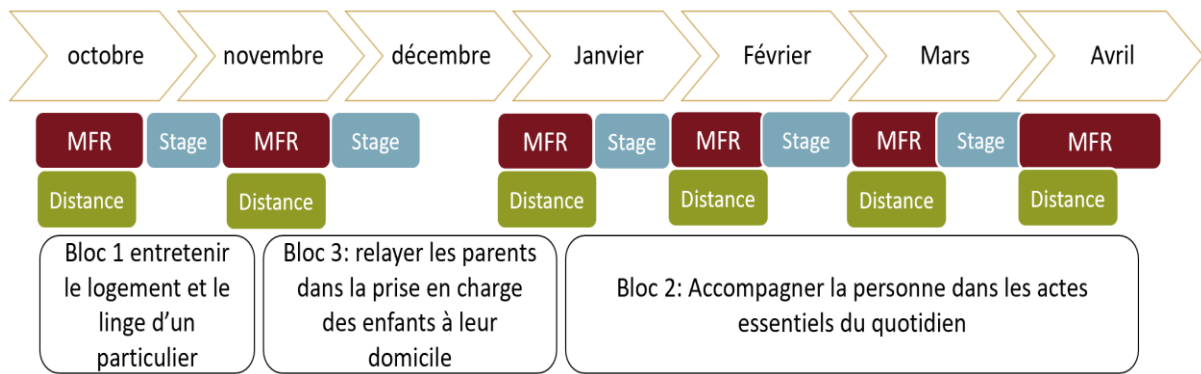 octobre
novembre
décembre
Janvier
Février
Mars
Avril
MFR
Stage
MFR
Stage
MFR
Stage
MFR
Stage
MFR
Stage
MFR
Distance
Distance
Distance
Distance
Distance
Distance
Bloc 1 entretenir
le logement et le
linge d'un
particulier
Bloc 3: relayer les parents
dans la prise en charge
des enfants à leur
domicile
Bloc 2: Accompagner la personne dans les actes
essentiels du quotidien